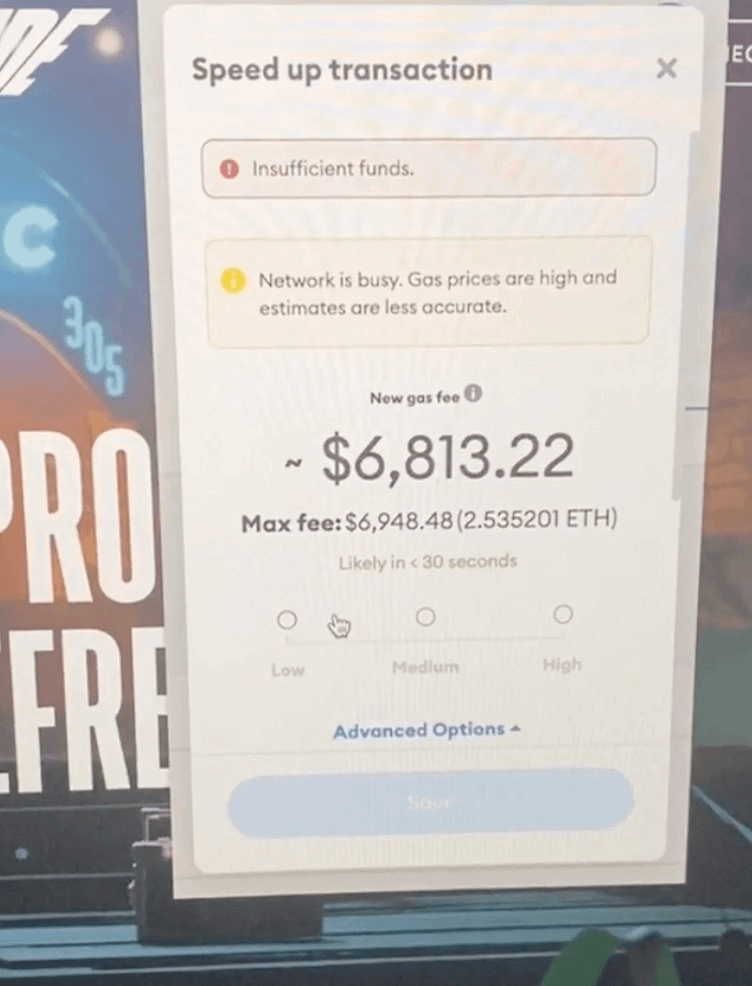 Speed up transaction
Insufficient funds.
Network is busy. Gas prices are high and
estimates are less accurate.
New gas fee
~ $6,813.22
Max fee: $6,948.48 (2.535201 ETH)
Likely in < 30 seconds
Low Medium High
Advanced Options
Save
C
305
PRO
EFRE
EC